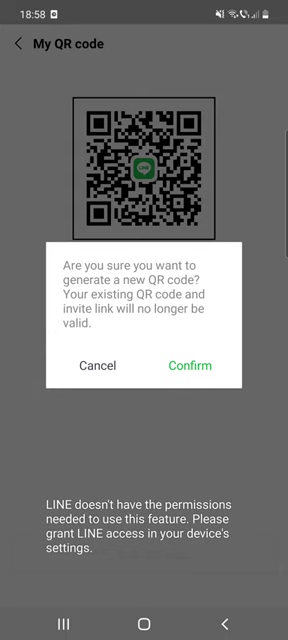 18:58
My QR code
LINE
Are you sure you want to
generate a new QR code?
Your existing QR code and
invite link will no longer be
valid.
Cancel
Confirm
LINE doesn't have the permissions
needed to use this feature. Please
grant LINE access in your device's
settings.